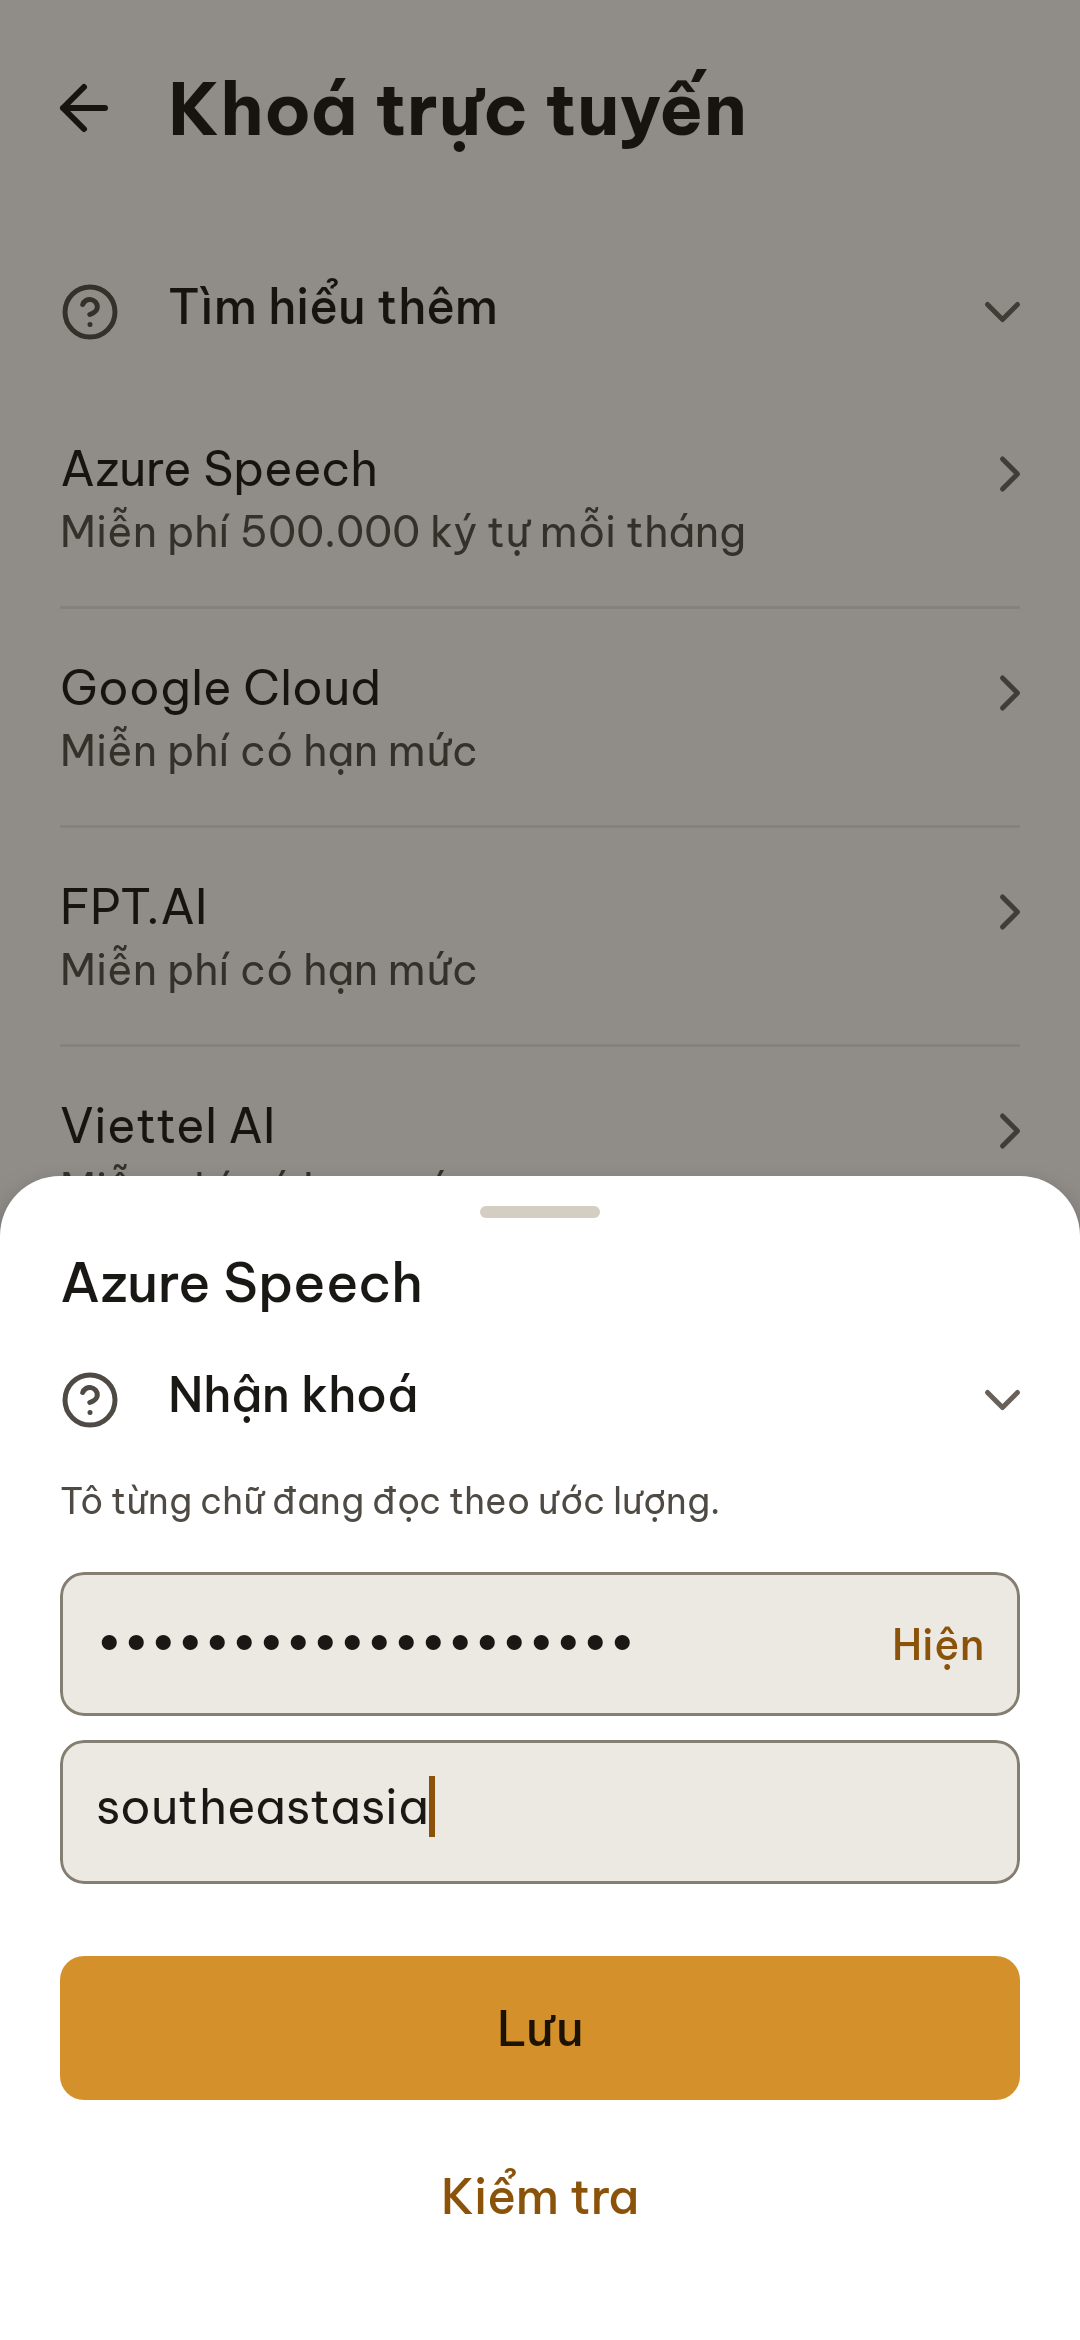 Khoá trực tuyến
Tìm hiểu thêm
Azure Speech
Miễn phí 500.000 ký tự mỗi tháng
Google Cloud
Miễn phí có hạn mức
FPT.AI
Miễn phí có hạn mức
Viettel AI
Azure Speech
Nhận khoá
Tô từng chữ đang đọc theo ước lượng.
•••••••••••••••••••• Hiện
southeastasia
Lưu
Kiểm tra